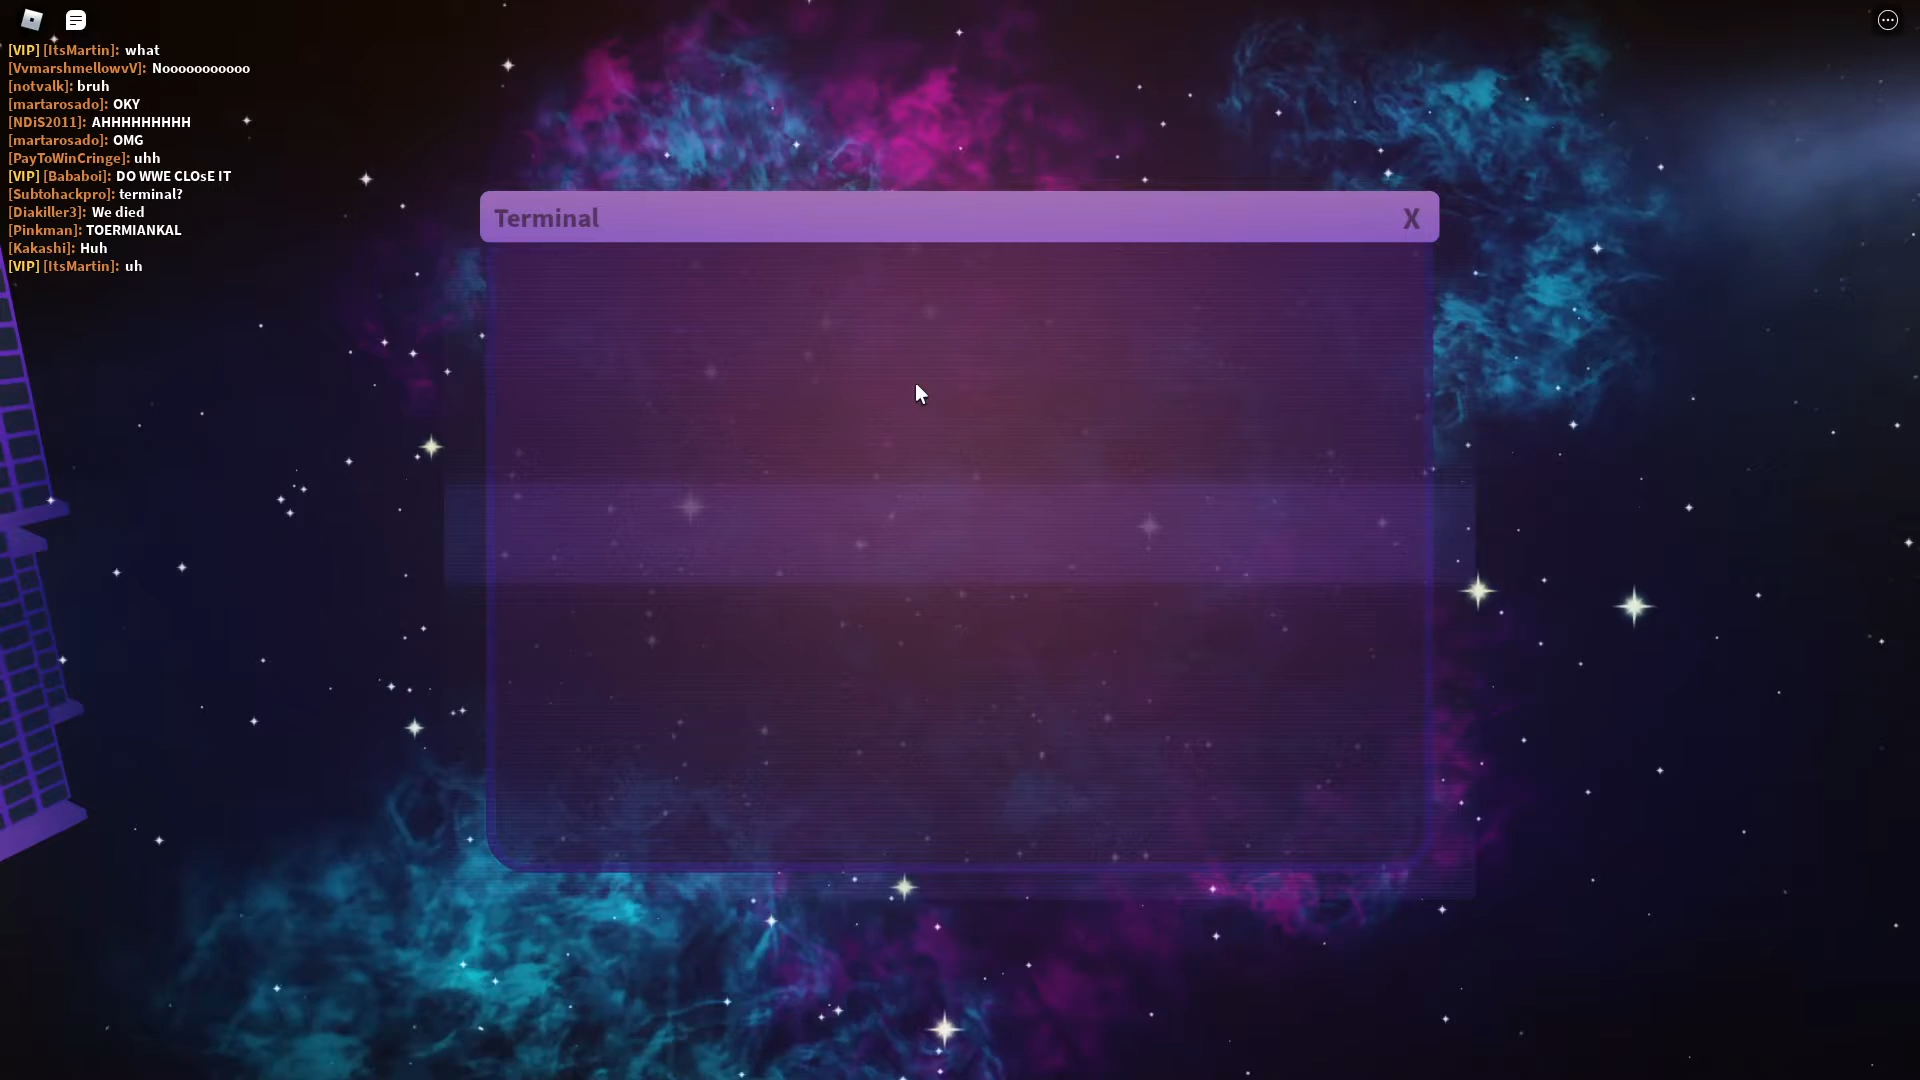 [VIP] [ItsMartin]: what
[VvmarshmellowvV]: Nooooooooooo
[notvalk]: bruh
[martarosado]: OKY
[NDiS2011]: AHHHHHHHHH
[martarosado]: OMG
[PayToWinCringe]: uhh
[VIP] [Bababoi]: DO WWE CLOsE IT
[Subtohackpro]: terminal?
[Diakiller3]: We died
[Pinkman]: TOERMIANKAL
[Kakashi]: Huh
[VIP] [ItsMartin]: uh
Terminal X